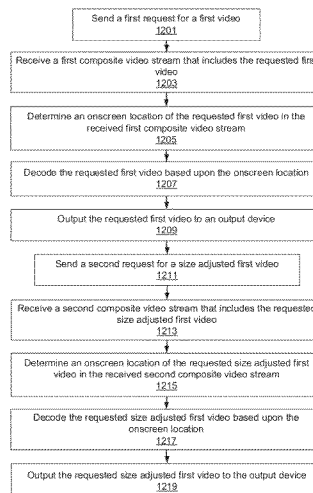 Send a first request for a first video
1201
Receive a first composite video stream that includes the requested first
video
1203
Determine an onscreen location of the requested first video in the
received first composite video stream
1205
Decode the requested first video based upon the onscreen location
1207
Output the requested first video to an output device
1209
Send a second request for a size adjusted first video
1211
Receive a second composite video stream that includes the requested
size adjusted first video
1213
Determine an onscreen location of the requested size adjusted first
video in the received second composite video stream
1215
Decode the requested size adjusted first video based upon the
onscreen location
1217
Output the requested size adjusted first video to the output device
1219